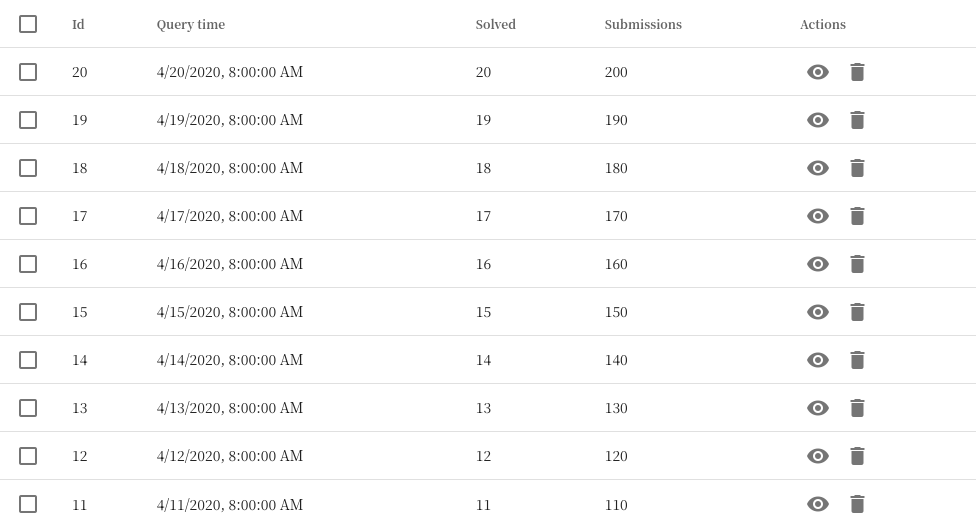 Id Query time Solved Submissions Actions
20 4/20/2020, 8:00:00 AM 20 200
19 4/19/2020, 8:00:00 AM 19 190
18 4/18/2020, 8:00:00 AM 18 180
17 4/17/2020, 8:00:00 AM 17 170
16 4/16/2020, 8:00:00 AM 16 160
15 4/15/2020, 8:00:00 AM 15 150
14 4/14/2020, 8:00:00 AM 14 140
13 4/13/2020, 8:00:00 AM 13 130
12 4/12/2020, 8:00:00 AM 12 120
11 4/11/2020, 8:00:00 AM 11 110